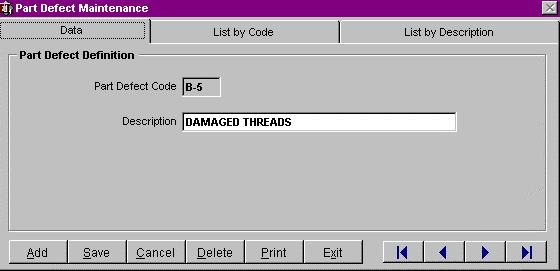 Part Defect Maintenance
Data List by Code List by Description
Part Defect Definition
Part Defect Code B-5
Description DAMAGED THREADS
Add Save Cancel Delete Print Exit